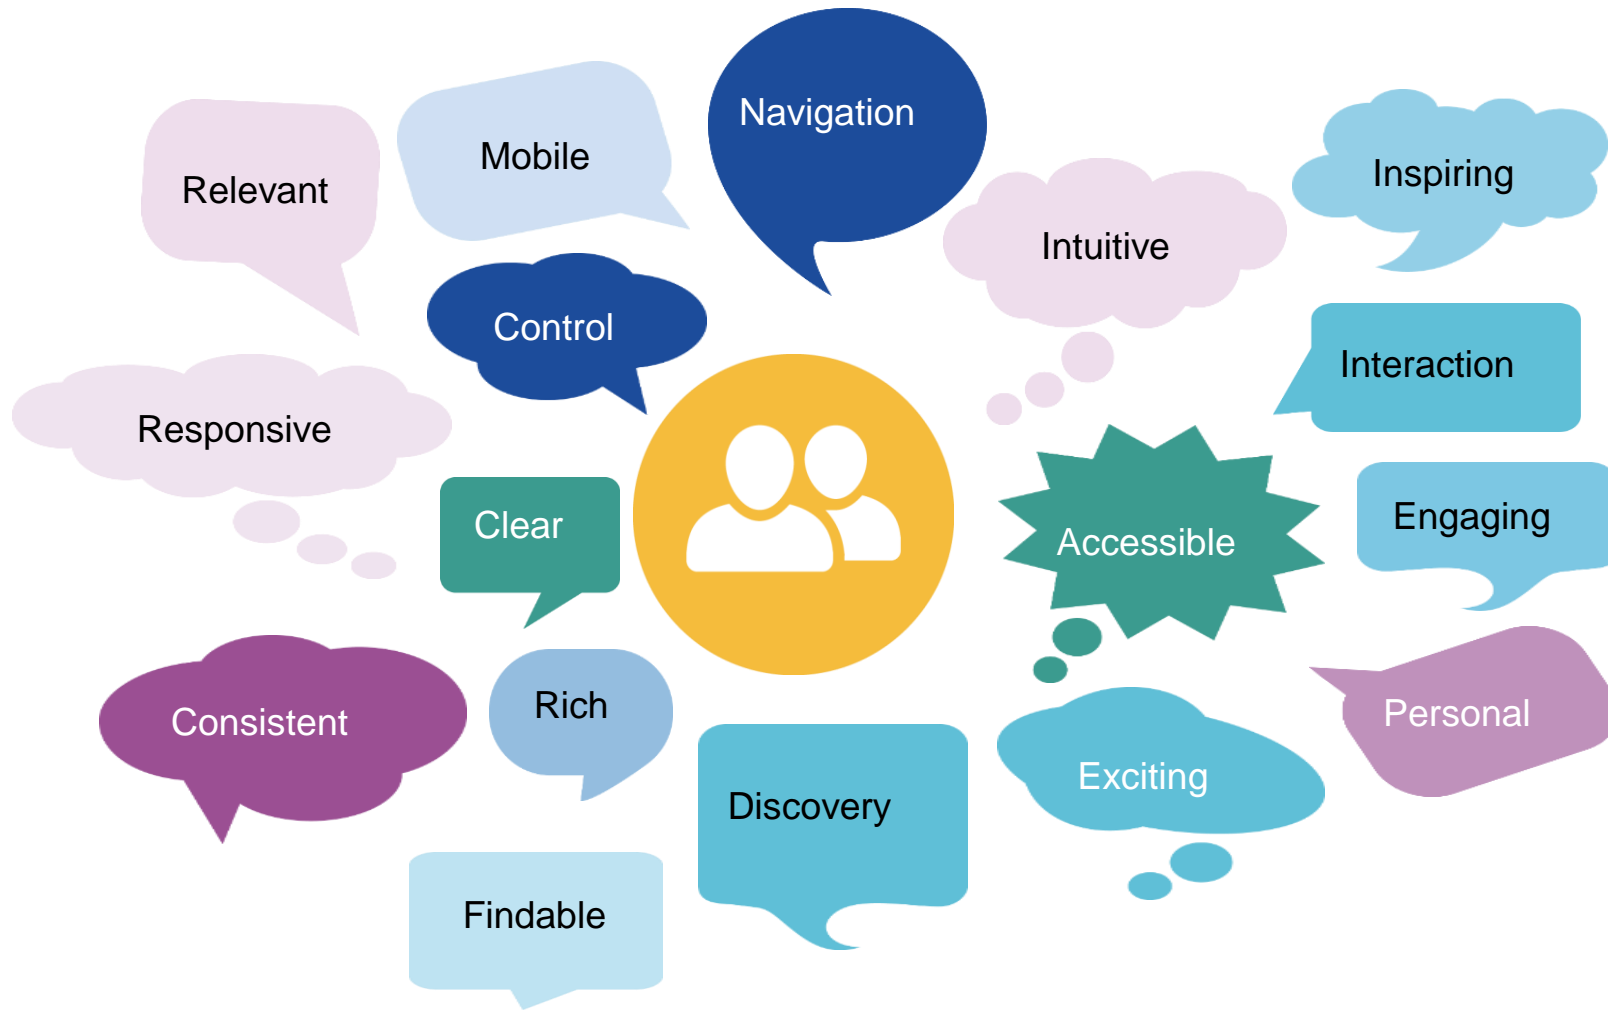 Navigation
Mobile
Relevant
Inspiring
Intuitive
Control
Interaction
Responsive
Clear
Accessible
Engaging
Consistent
Rich
Personal
Exciting
Discovery
Findable